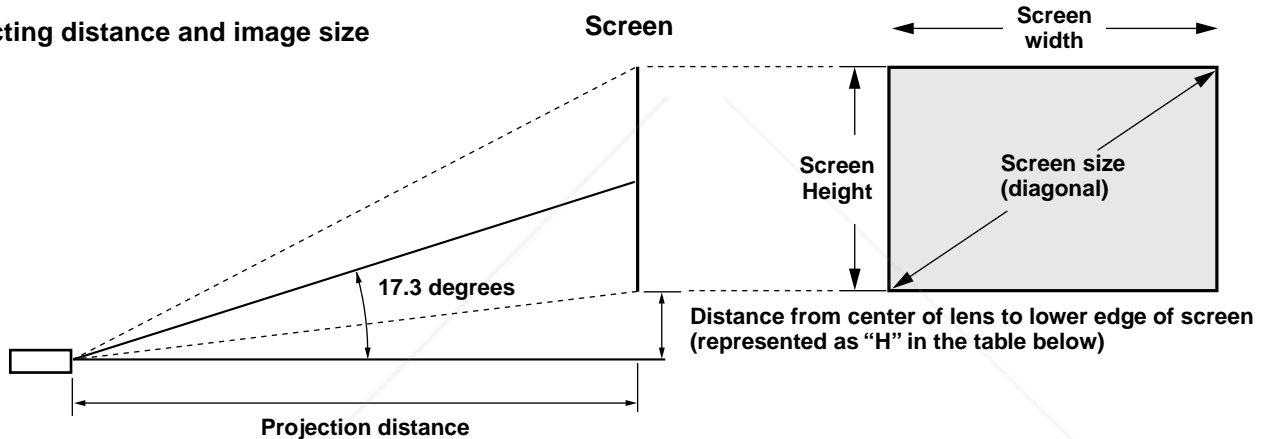 distance and image size
Screen
Screen
width
Screen
Height
Screen size
(diagonal)
17.3 degrees
Distance from center of lens to lower edge of screen
(represented as “H” in the table below)
Projection distance